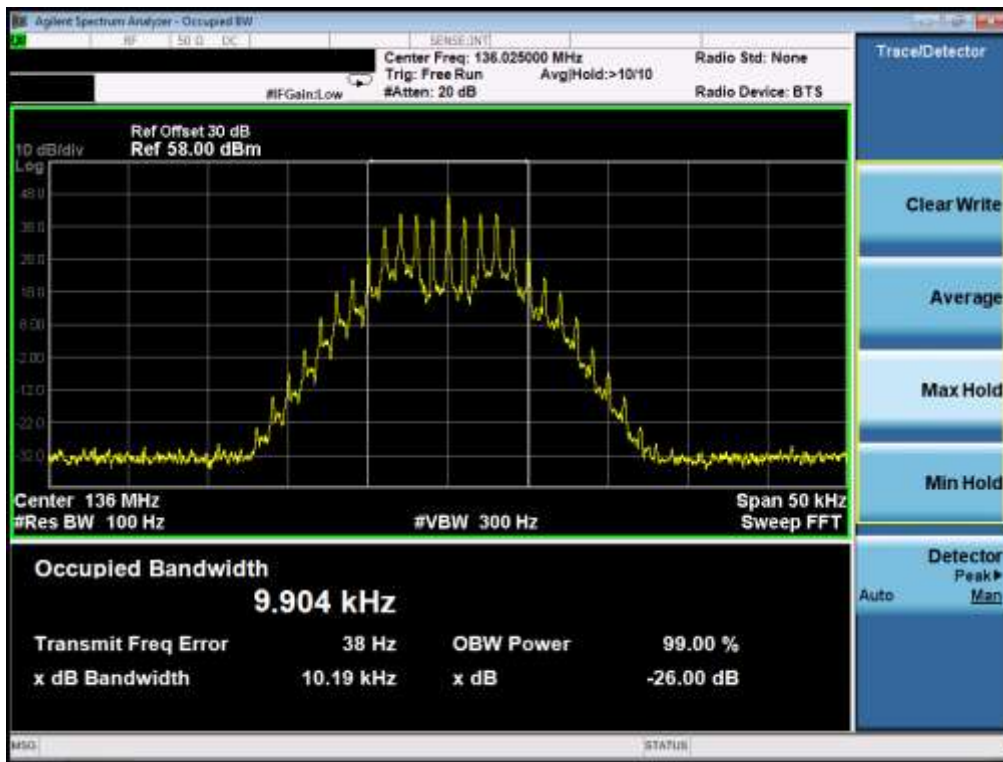 Agilent Spectrum Analyzer - Occupied BW
RF 50 Ω DC SENSE:INT
Center Freq: 136.025000 MHz Radio Std: None
Trig: Free Run Avg|Hold:>10/10
#IFGain:Low #Atten: 20 dB Radio Device: BTS
Trace/Detector
Ref Offset 30 dB
10 dB/div Ref 58.00 dBm
Log
48.0
38.0
28.0
18.0
8.00
-2.00
-12.0
-22.0
-32.0
Center 136 MHz Span 50 kHz
#Res BW 100 Hz #VBW 300 Hz Sweep FFT
Occupied Bandwidth
9.904 kHz
Transmit Freq Error 38 Hz OBW Power 99.00 %
x dB Bandwidth 10.19 kHz x dB -26.00 dB
Clear Write
Average
Max Hold
Min Hold
Detector
Peak▶
Auto Man
MSG STATUS